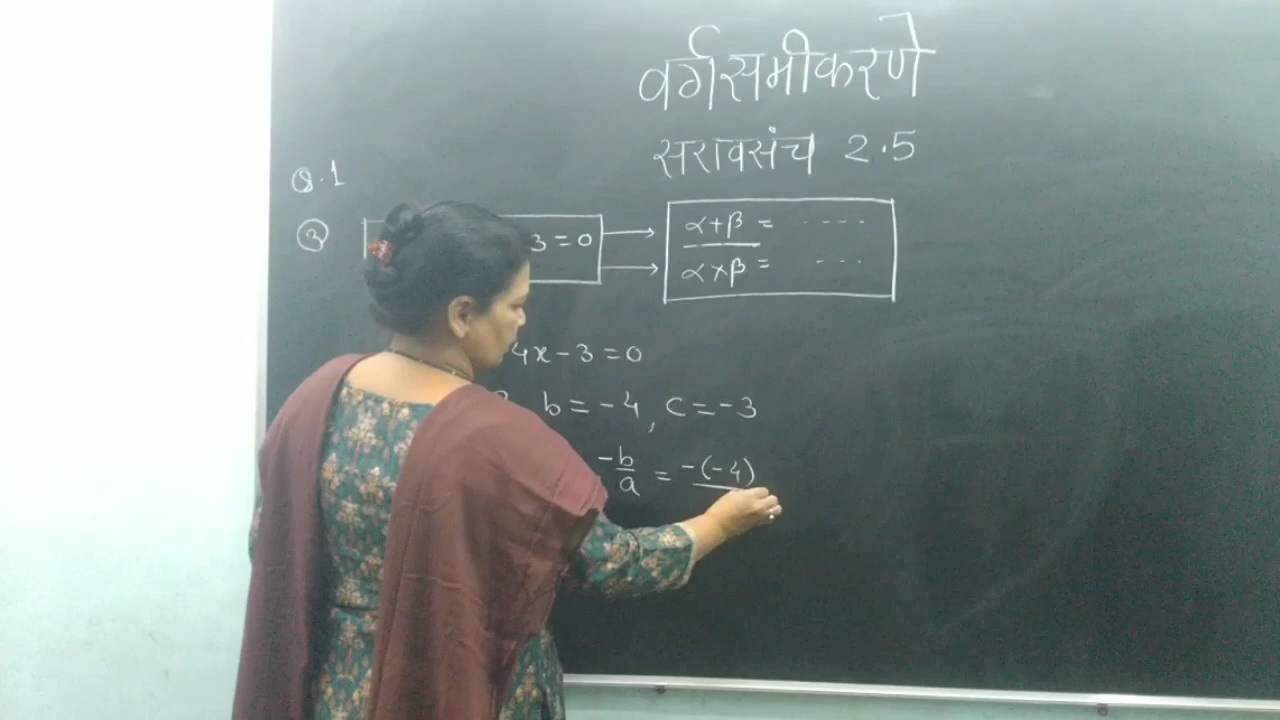 वर्गसमीकरणे
सरावसंच 2.5
Q.1
3 = 0
α+β = ----
α×β = ---
4x - 3 = 0
b = -4, c = -3
-b/a = -(-4)